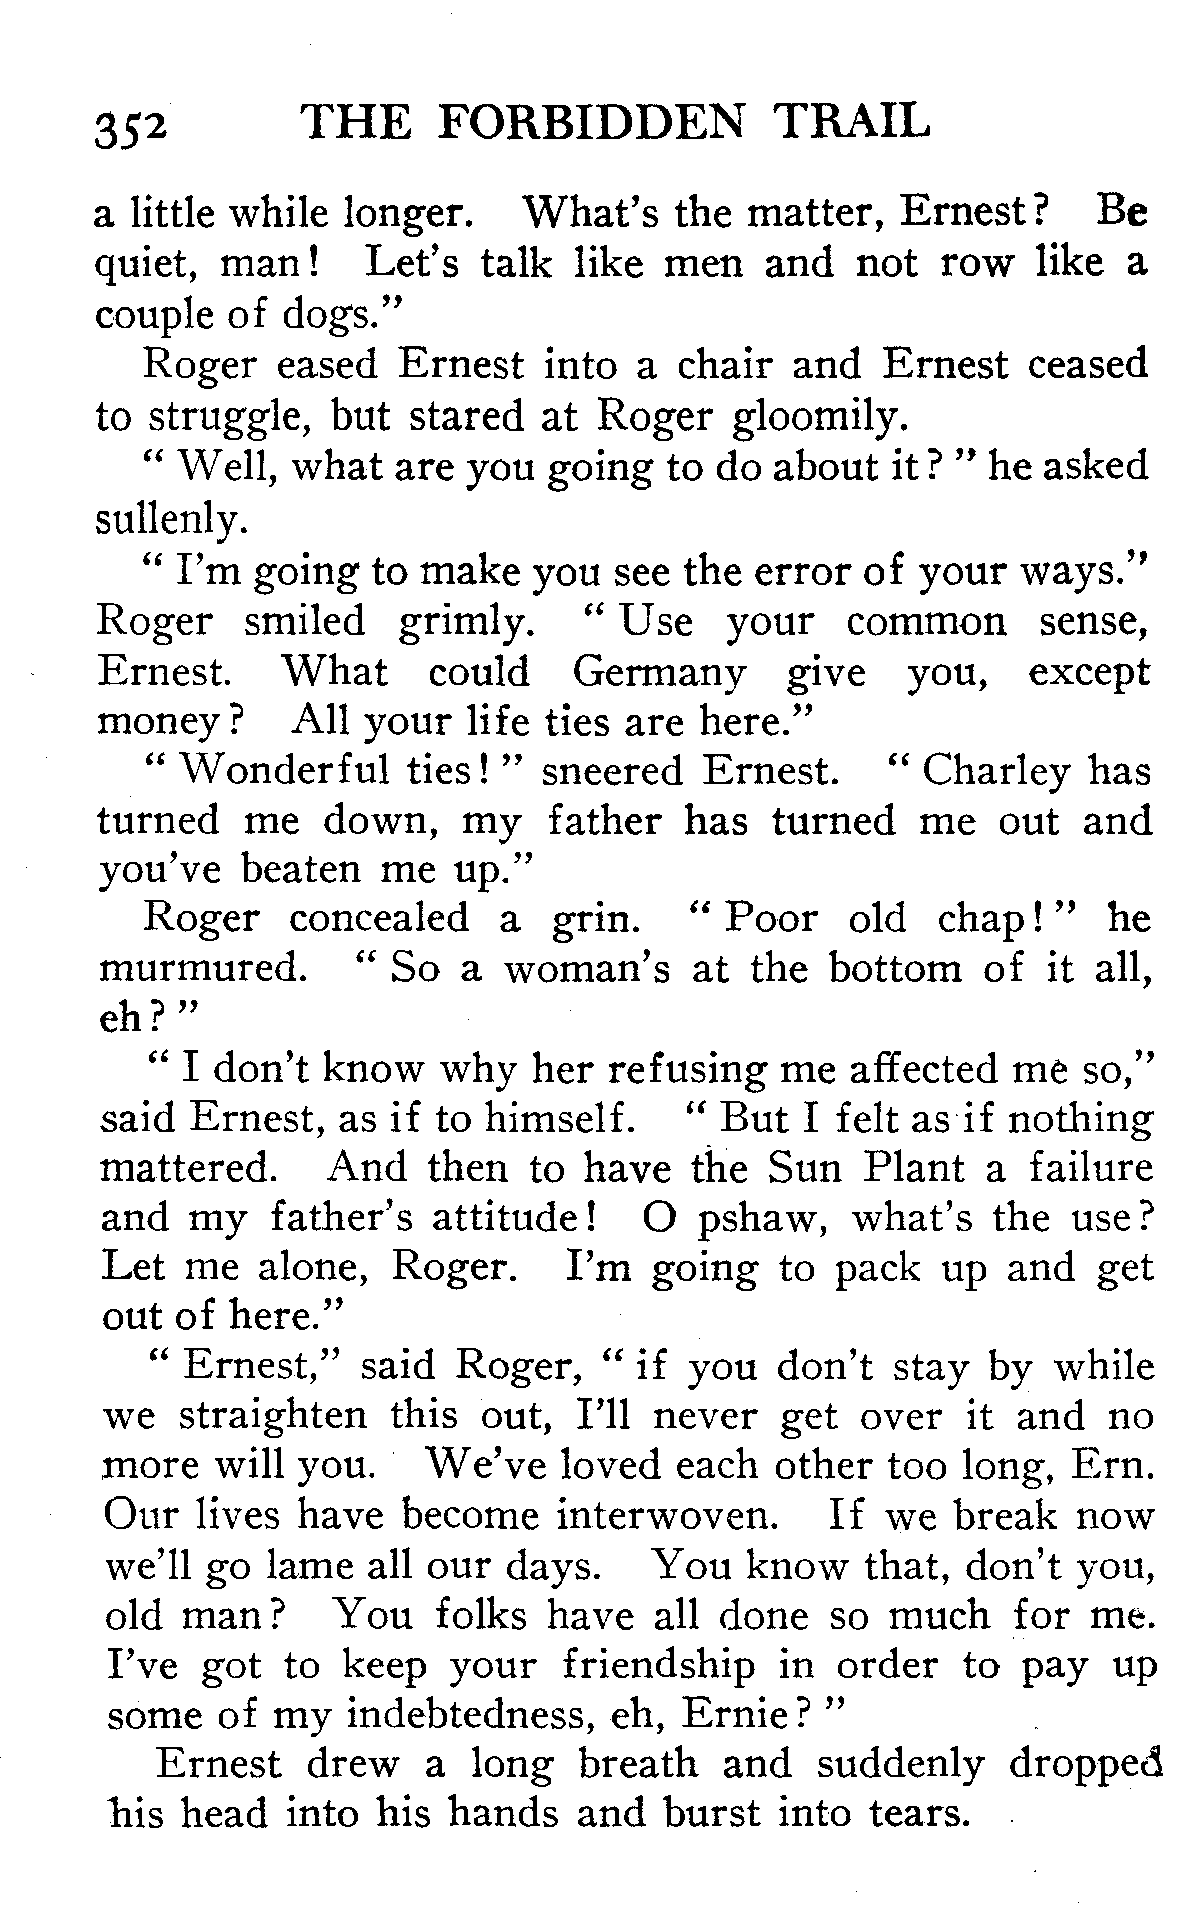 352 THE FORBIDDEN TRAIL
a little while longer. What's the matter, Ernest? Be
quiet, man! Let's talk like men and not row like a
couple of dogs."
Roger eased Ernest into a chair and Ernest ceased
to struggle, but stared at Roger gloomily.
" Well, what are you going to do about it? " he asked
sullenly.
" I'm going to make you see the error of your ways."
Roger smiled grimly. " Use your common sense,
Ernest. What could Germany give you, except
money? All your life ties are here."
" Wonderful ties! " sneered Ernest. " Charley has
turned me down, my father has turned me out and
you've beaten me up."
Roger concealed a grin. " Poor old chap! " he
murmured. " So a woman's at the bottom of it all,
eh? "
" I don't know why her refusing me affected me so,"
said Ernest, as if to himself. " But I felt as if nothing
mattered. And then to have the Sun Plant a failure
and my father's attitude! O pshaw, what's the use?
Let me alone, Roger. I'm going to pack up and get
out of here."
" Ernest," said Roger, " if you don't stay by while
we straighten this out, I'll never get over it and no
more will you. We've loved each other too long, Ern.
Our lives have become interwoven. If we break now
we'll go lame all our days. You know that, don't you,
old man? You folks have all done so much for me.
I've got to keep your friendship in order to pay up
some of my indebtedness, eh, Ernie? "
Ernest drew a long breath and suddenly dropped
his head into his hands and burst into tears.